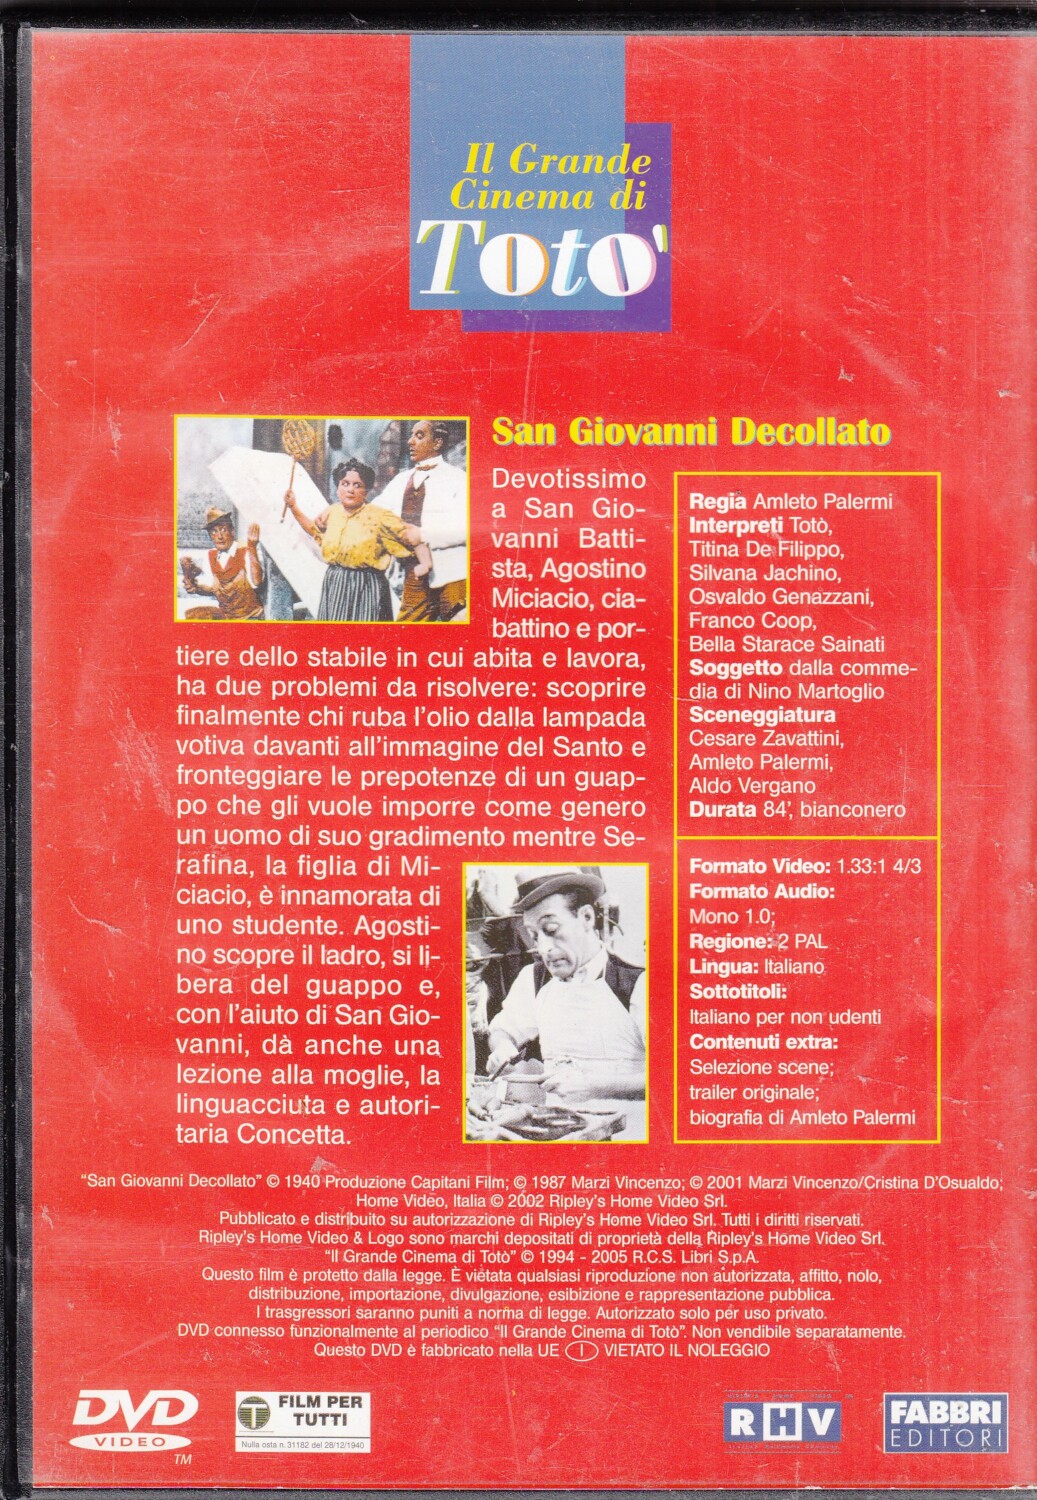 Il Grande
Cinema di
Totò
San Giovanni Decollato
Devotissimo
a San Gio-
vanni Batti-
sta, Agostino
Miciacio, cia-
battino e por-
tiere dello stabile in cui abita e lavora,
ha due problemi da risolvere: scoprire
finalmente chi ruba l'olio dalla lampada
votiva davanti all'immagine del Santo e
fronteggiare le prepotenze di un guap-
po che gli vuole imporre come genero
un uomo di suo gradimento mentre Se-
rafina, la figlia di Mi-
ciacio, è innamorata di
uno studente. Agosti-
no scopre il ladro, si li-
bera del guappo e,
con l'aiuto di San Gio-
vanni, dà anche una
lezione alla moglie, la
linguacciuta e autori-
taria Concetta.
Regia Amleto Palermi
Interpreti Totò,
Titina De Filippo,
Silvana Jachino,
Osvaldo Genazzani,
Franco Coop,
Bella Starace Sainati
Soggetto dalla comme-
dia di Nino Martoglio
Sceneggiatura
Cesare Zavattini,
Amleto Palermi,
Aldo Vergano
Durata 84', bianconero
Formato Video: 1.33:1 4/3
Formato Audio:
Mono 1.0;
Regione: 2 PAL
Lingua: Italiano
Sottotitoli:
Italiano per non udenti
Contenuti extra:
Selezione scene;
trailer originale;
biografia di Amleto Palermi
"San Giovanni Decollato" © 1940 Produzione Capitani Film; © 1987 Marzi Vincenzo; © 2001 Marzi Vincenzo/Cristina D'Osualdo;
Home Video, Italia © 2002 Ripley's Home Video Srl.
Pubblicato e distribuito su autorizzazione di Ripley's Home Video Srl. Tutti i diritti riservati.
Ripley's Home Video & Logo sono marchi depositati di proprietà della Ripley's Home Video Srl.
"Il Grande Cinema di Totò" © 1994 - 2005 R.C.S. Libri S.p.A.
Questo film è protetto dalla legge. È vietata qualsiasi riproduzione non autorizzata, affitto, nolo,
distribuzione, importazione, divulgazione, esibizione e rappresentazione pubblica.
I trasgressori saranno puniti a norma di legge. Autorizzato solo per uso privato.
DVD connesso funzionalmente al periodico "Il Grande Cinema di Totò". Non vendibile separatamente.
Questo DVD è fabbricato nella UE I VIETATO IL NOLEGGIO
DVD
VIDEO
TM
T
FILM PER
TUTTI
Nulla osta n. 31182 del 28/12/1940
RHV
FABBRI
EDITORI